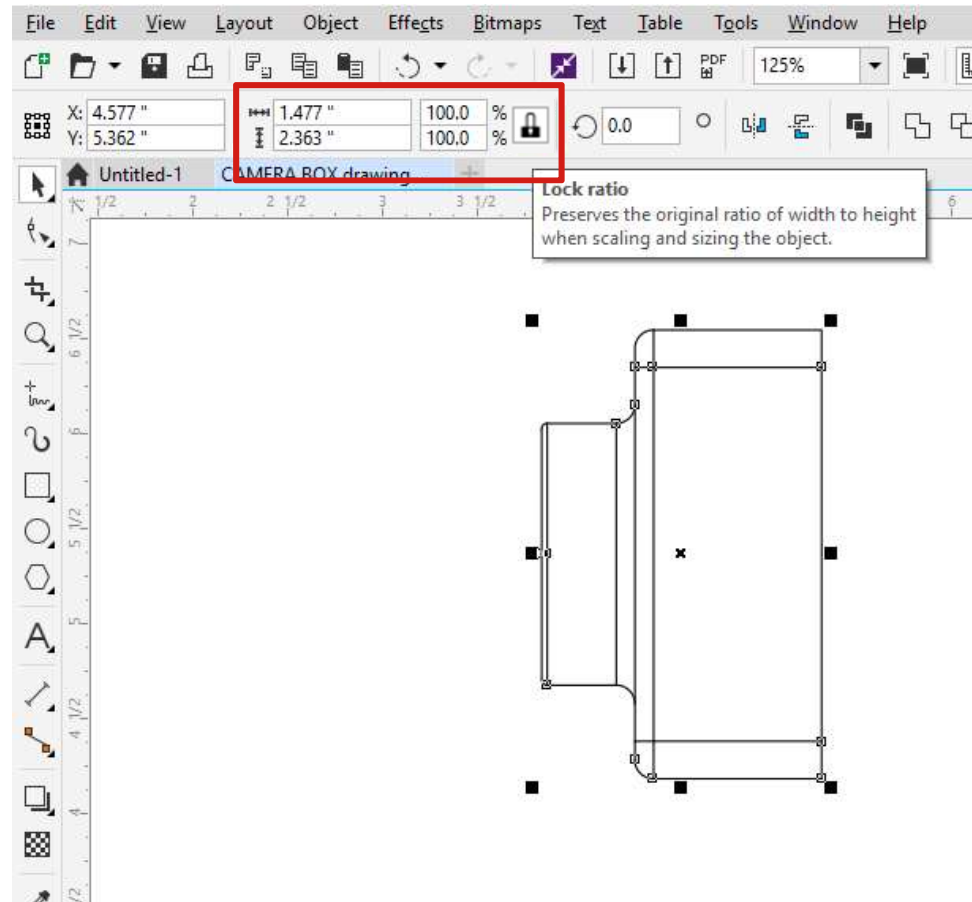 File Edit View Layout Object Effects Bitmaps Text Table Tools Window Help
PDF 125%
X: 4.577 " 1.477 " 100.0 % 0.0 °
Y: 5.362 " 2.363 " 100.0 %
Untitled-1 CAMERA BOX drawing
Lock ratio
Preserves the original ratio of width to height
when scaling and sizing the object.
1/2 2 2 1/2 3 3 1/2 6
7
6 1/2
6
5 1/2
5
4 1/2
4
1/2